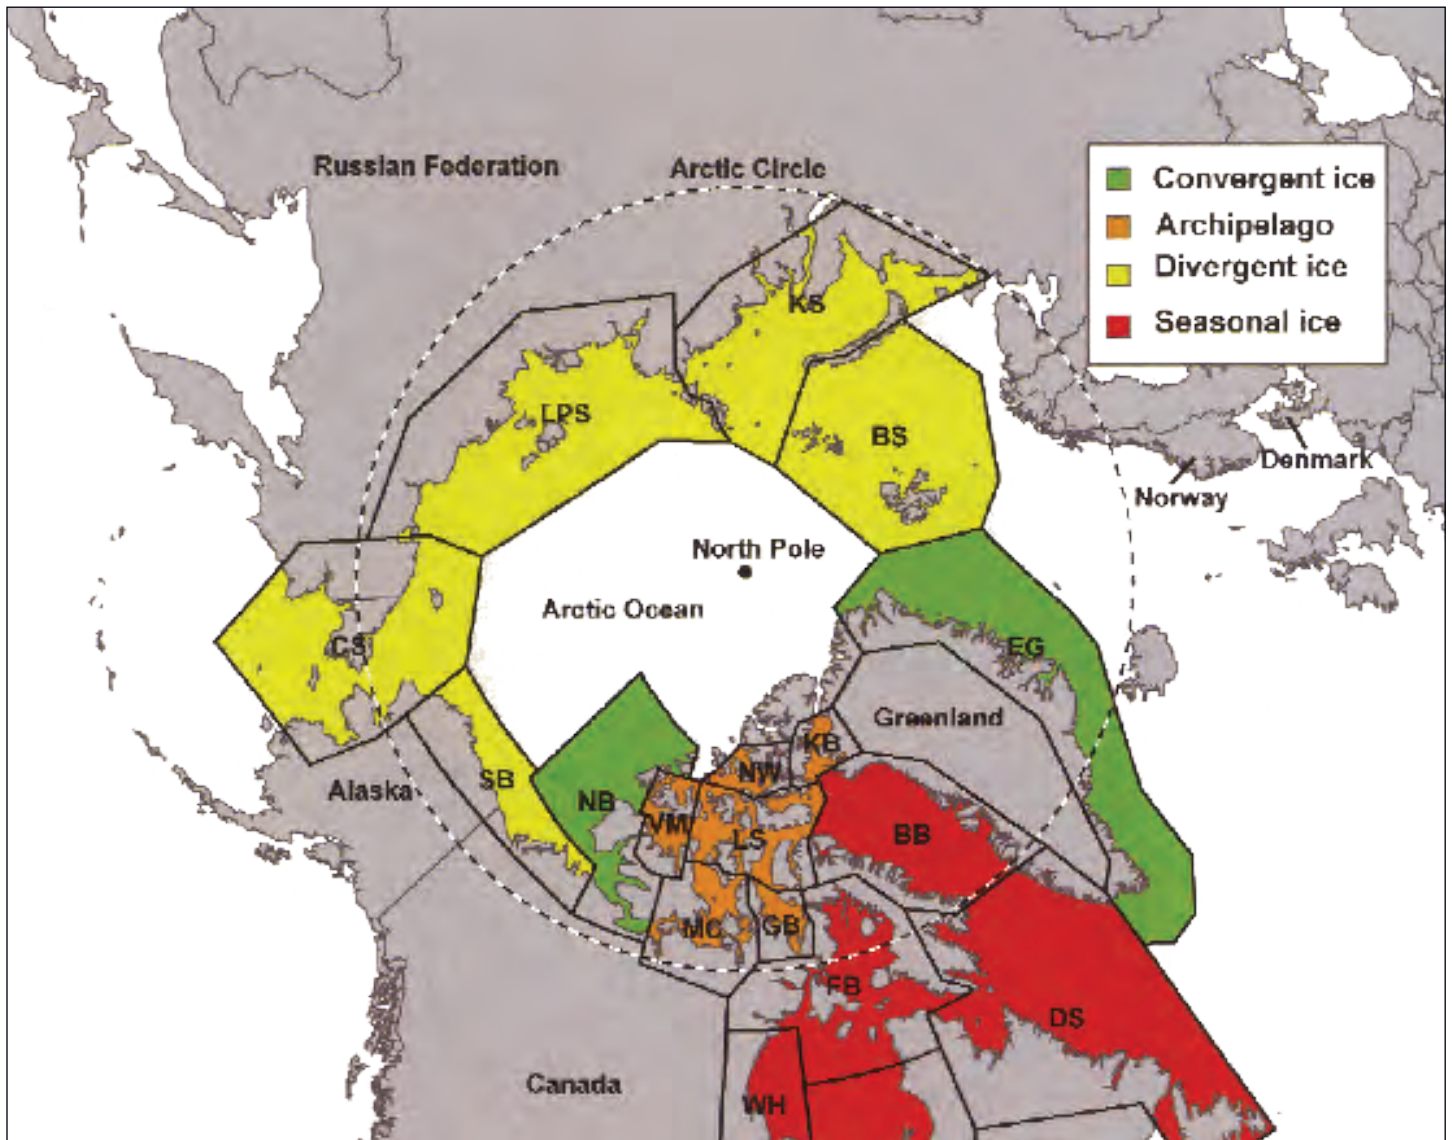 Russian Federation
Arctic Circle
Convergent ice
Archipelago
Divergent ice
Seasonal ice
KS
LPS
BS
Denmark
Norway
North Pole
Arctic Ocean
CS
EG
Greenland
KB
NW
SB
Alaska
NB
VM
LS
BB
MC
GB
FB
DS
Canada
WH